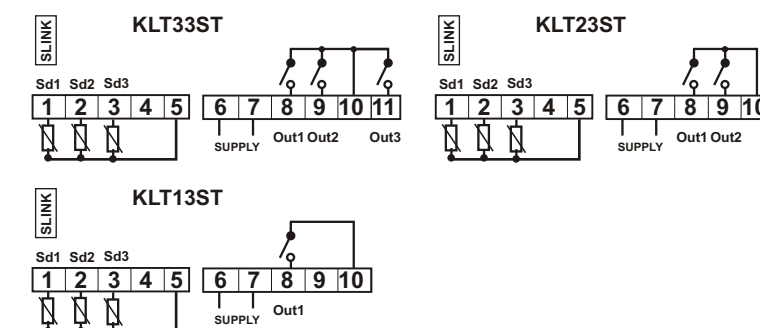 KLT33ST
SLINK
Sd1 Sd2 Sd3
1 2 3 4 5 6 7 8 9 10 11
SUPPLY Out1 Out2 Out3
KLT23ST
SLINK
Sd1 Sd2 Sd3
1 2 3 4 5 6 7 8 9 10
SUPPLY Out1 Out2
KLT13ST
SLINK
Sd1 Sd2 Sd3
1 2 3 4 5 6 7 8 9 10
SUPPLY Out1